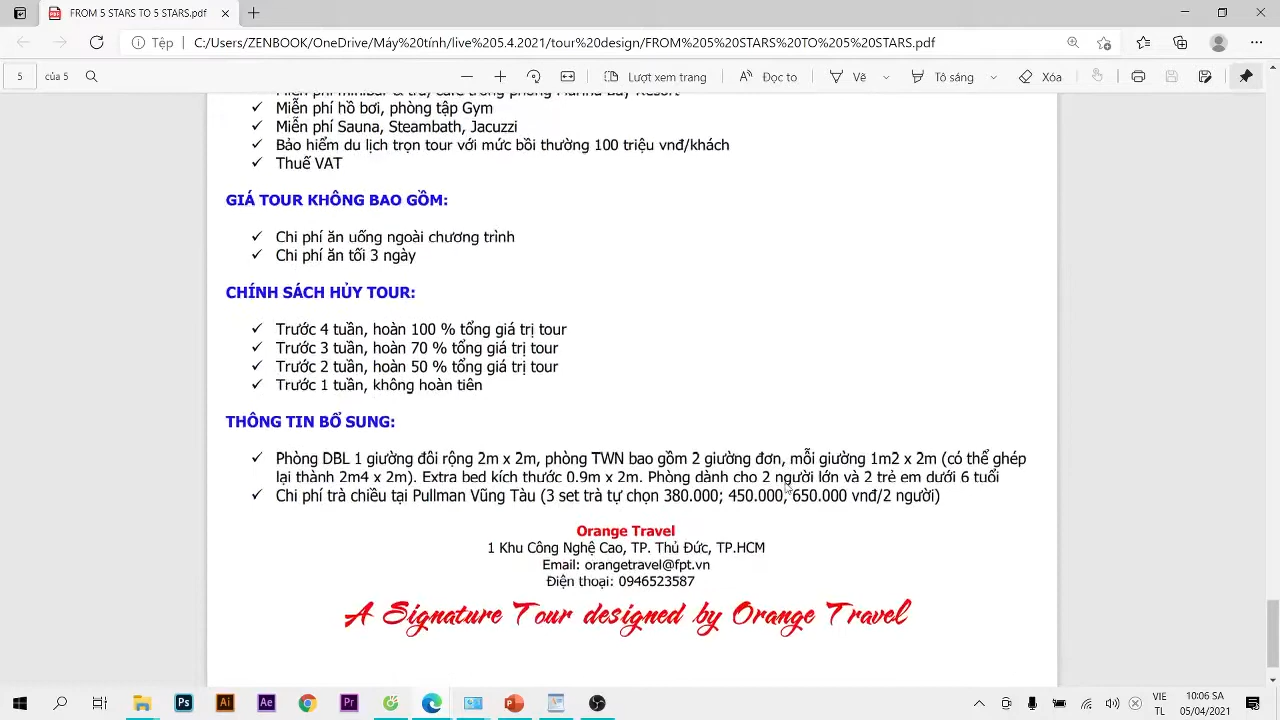 FROM 5 STARS TO 5 STARS.pdf
Tệp
C:/Users/ZENBOOK/OneDrive/Máy%20tính/live%205.4.2021/tour%20design/FROM%205%20STARS%20TO%205%20STARS.pdf
5 của 5
Lượt xem trang
Đọc to
Vẽ
Tô sáng
Xóa
Miễn phí hồ bơi, phòng tập Gym
Miễn phí Sauna, Steambath, Jacuzzi
Bảo hiểm du lịch trọn tour với mức bồi thường 100 triệu vnđ/khách
Thuế VAT
GIÁ TOUR KHÔNG BAO GỒM:
Chi phí ăn uống ngoài chương trình
Chi phí ăn tối 3 ngày
CHÍNH SÁCH HỦY TOUR:
Trước 4 tuần, hoàn 100 % tổng giá trị tour
Trước 3 tuần, hoàn 70 % tổng giá trị tour
Trước 2 tuần, hoàn 50 % tổng giá trị tour
Trước 1 tuần, không hoàn tiền
THÔNG TIN BỔ SUNG:
Phòng DBL 1 giường đôi rộng 2m x 2m, phòng TWN bao gồm 2 giường đơn, mỗi giường 1m2 x 2m (có thể ghép
lại thành 2m4 x 2m). Extra bed kích thước 0.9m x 2m. Phòng dành cho 2 người lớn và 2 trẻ em dưới 6 tuổi
Chi phí trà chiều tại Pullman Vũng Tàu (3 set trà tự chọn 380.000; 450.000; 650.000 vnđ/2 người)
Orange Travel
1 Khu Công Nghệ Cao, TP. Thủ Đức, TP.HCM
Email: orangetravel@fpt.vn
Điện thoại: 0946523587
A Signature Tour designed by Orange Travel
Ps
Ai
Ae
Pr
VIE
TL
10:06 SA
05/04/2021